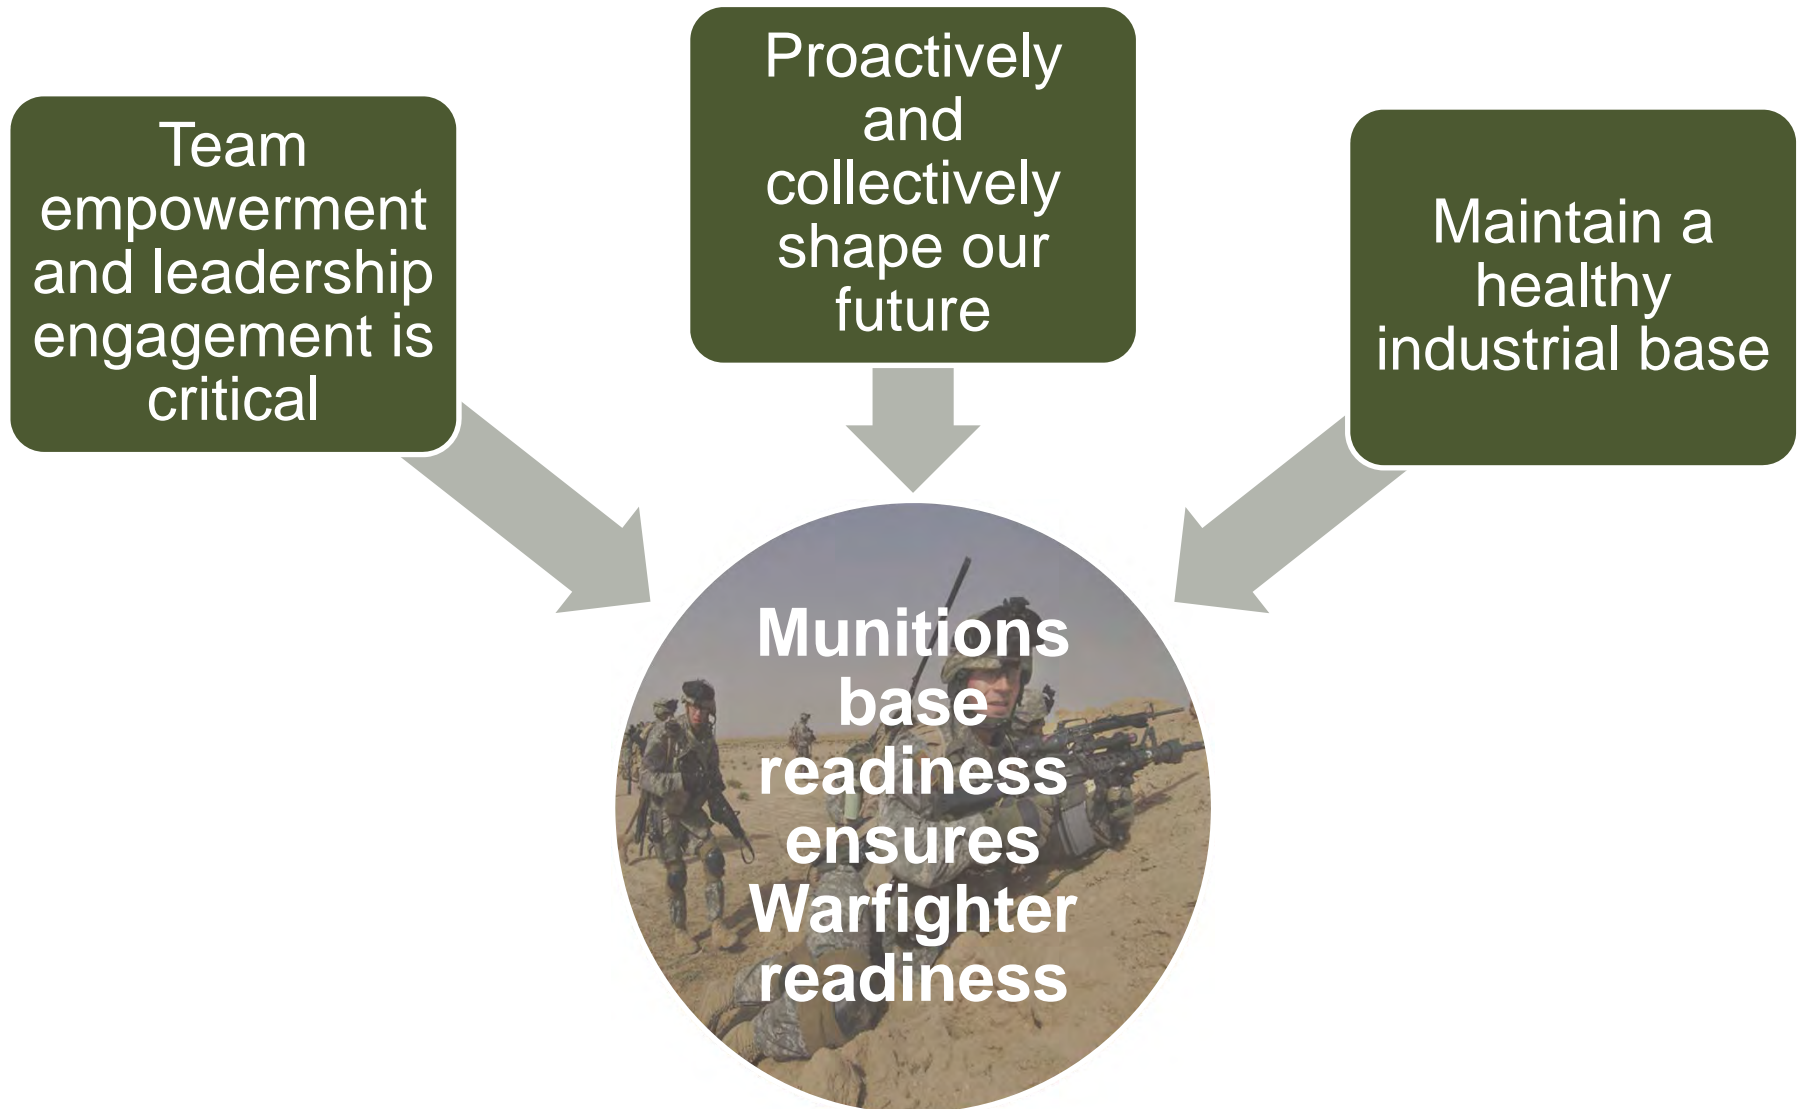 Team
empowerment
and leadership
engagement is
critical
Proactively
and
collectively
shape our
future
Maintain a
healthy
industrial base
Munitions
base
readiness
ensures
Warfighter
readiness